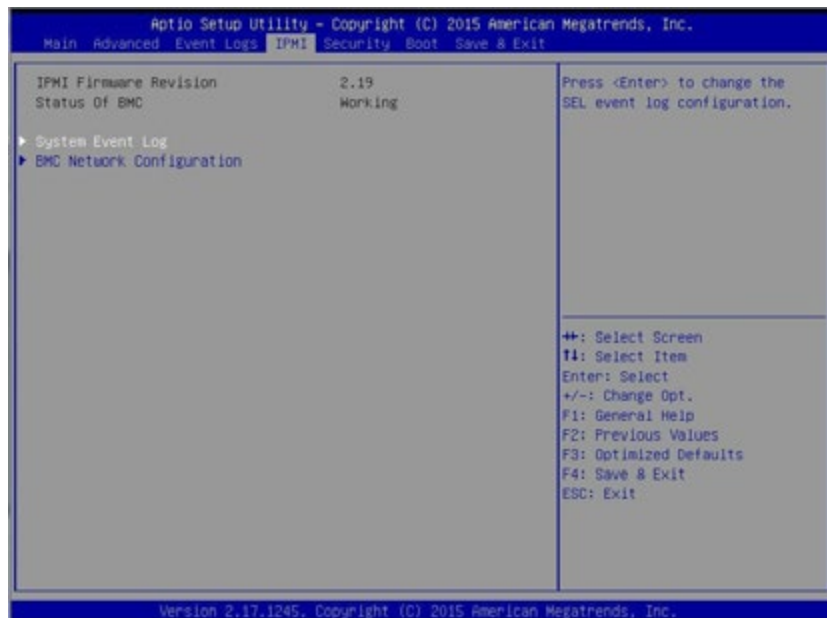 Aptio Setup Utility – Copyright (C) 2015 American Megatrends, Inc.
Main Advanced Event Logs IPMI Security Boot Save & Exit
IPMI Firmware Revision 2.19
Status Of BMC Working
System Event Log
BMC Network Configuration
Press <Enter> to change the
SEL event log configuration.
↔: Select Screen
↑↓: Select Item
Enter: Select
+/-: Change Opt.
F1: General Help
F2: Previous Values
F3: Optimized Defaults
F4: Save & Exit
ESC: Exit
Version 2.17.1245. Copyright (C) 2015 American Megatrends, Inc.